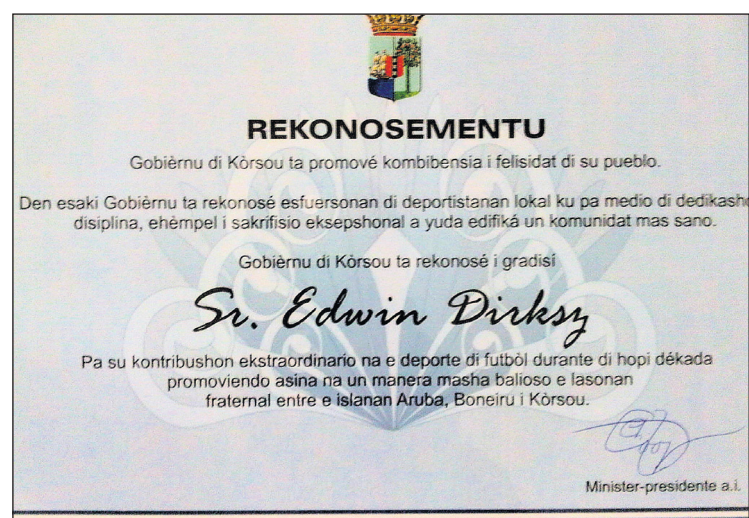 REKONOSEMENTU
Gobièrnu di Kòrsou ta promové kombibensia i felisidat di su pueblo.
Den esaki Gobièrnu ta rekonosé esfuersonan di deportistanan lokal ku pa medio di dedikasho
disiplina, ehèmpel i sakrifisio eksepshonal a yuda edifiká un komunidat mas sano.
Gobièrnu di Kòrsou ta rekonosé i gradisí
Sr. Edwin Dirksz
Pa su kontribushon ekstraordinario na e deporte di futbòl durante di hopi dékada
promoviendo asina na un manera masha balioso e lasonan
fraternal entre e islanan Aruba, Boneiru i Kòrsou.
Minister-presidente a.i.